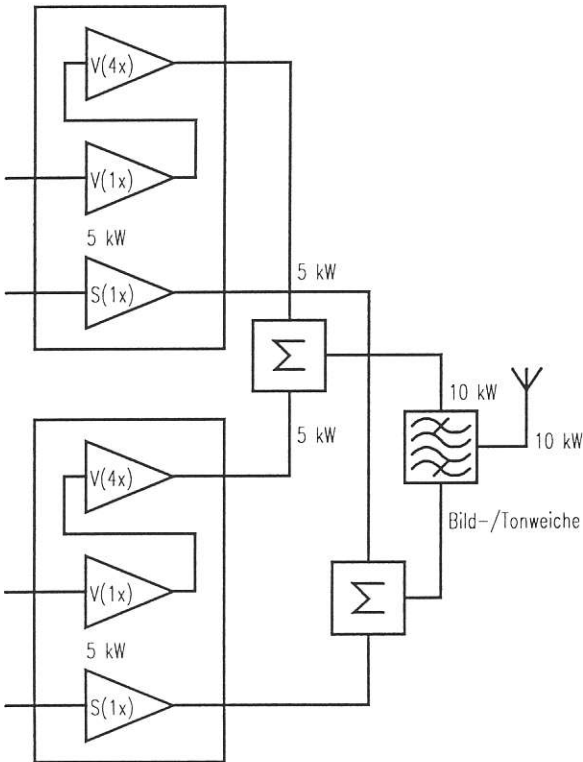 V(4x)
V(1x)
5 kW
S(1x)
5 kW
Σ
10 kW
5 kW
10 kW
V(4x)
Bild-/Tonweiche
V(1x)
Σ
5 kW
S(1x)